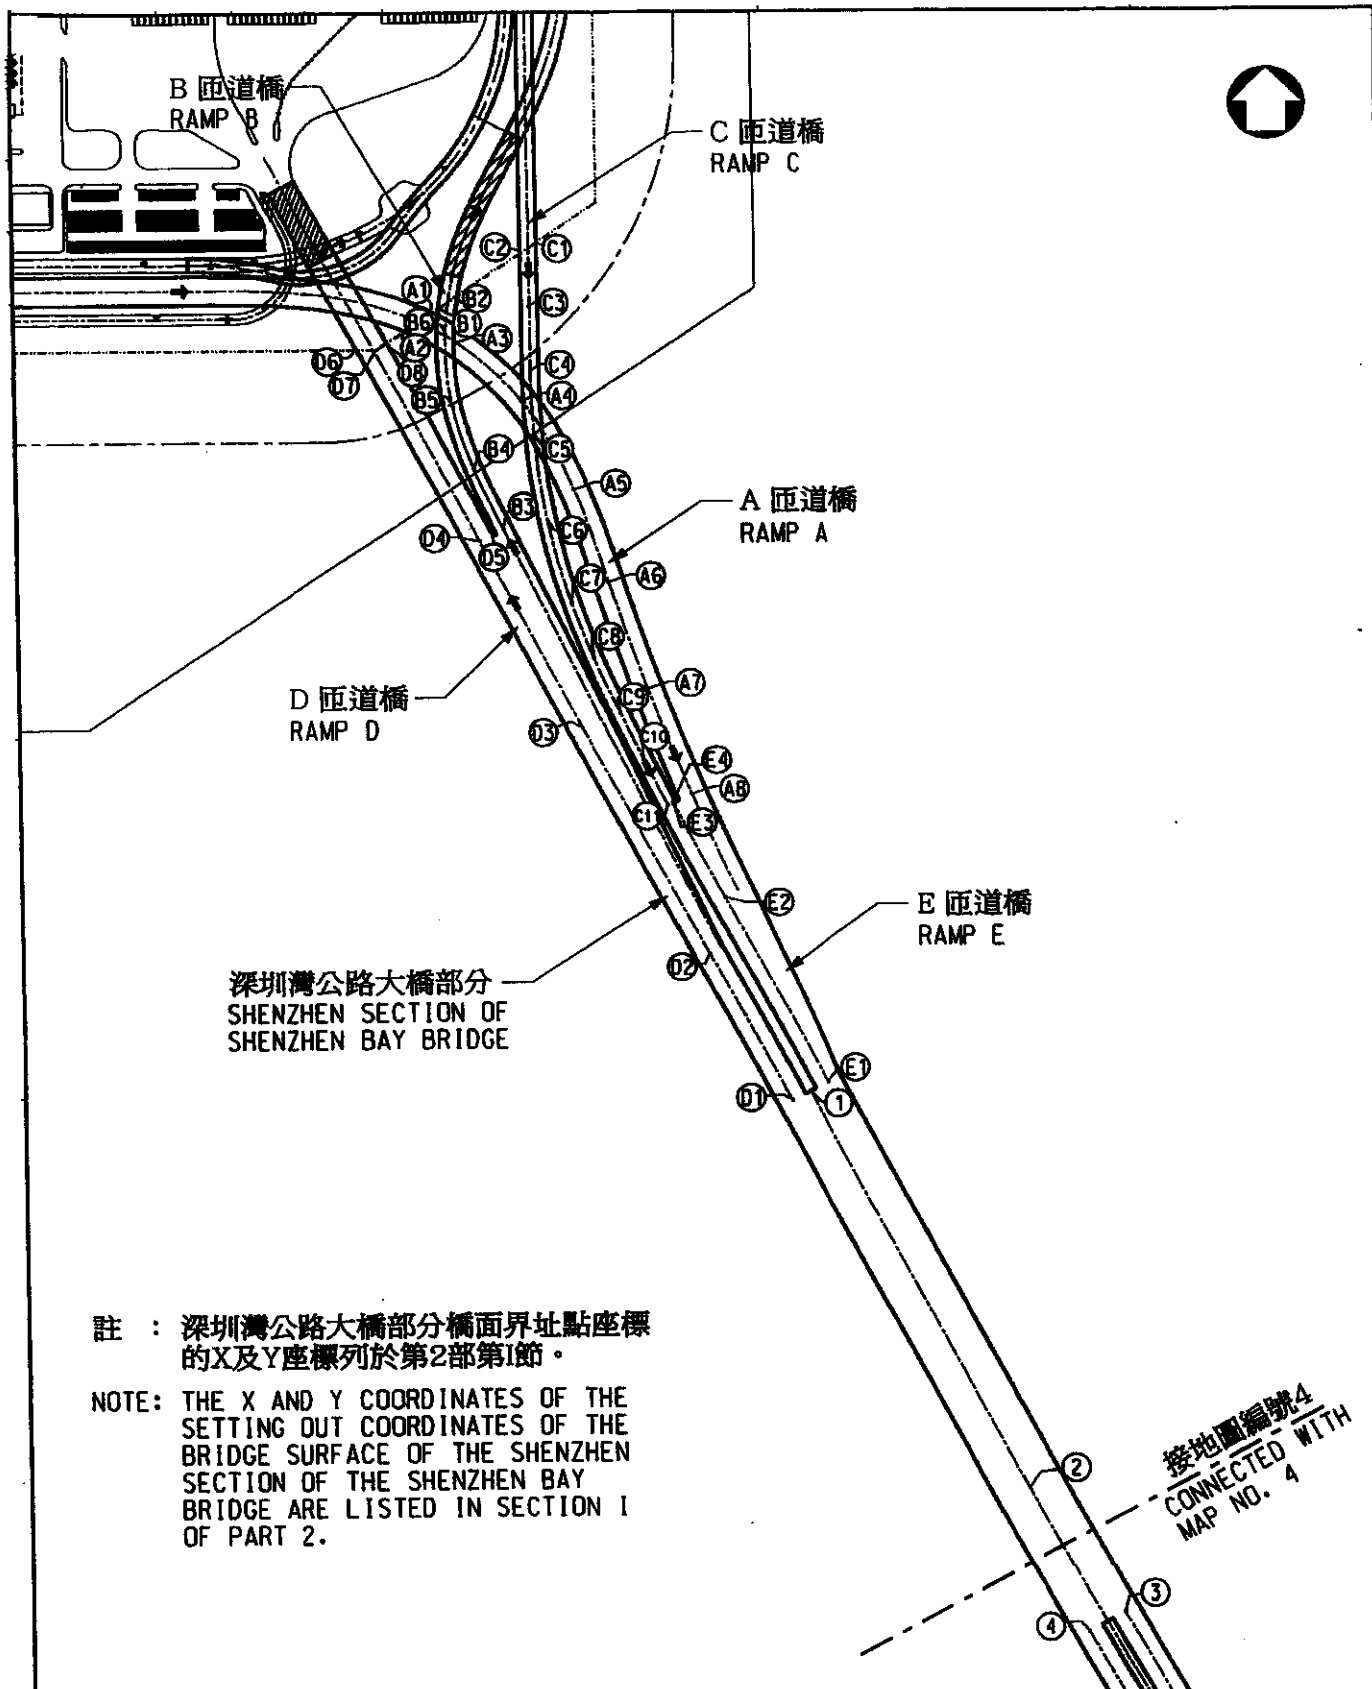 B 匝道橋
RAMP B
C 匝道橋
RAMP C
C2
C1
A1
B2
C3
B6
B1
A3
A2
D6
D7
D8
C4
B5
A4
B4
C5
A5
A 匝道橋
RAMP A
B3
D4
C6
D5
C7
A6
C8
D 匝道橋
RAMP D
C9
A7
D3
C10
E4
A8
C11
E3
E2
E 匝道橋
RAMP E
D2
深圳灣公路大橋部分
SHENZHEN SECTION OF
SHENZHEN BAY BRIDGE
E1
D1
1
註 : 深圳灣公路大橋部分橋面界址點座標
的X及Y座標列於第2部第I節。
NOTE: THE X AND Y COORDINATES OF THE
SETTING OUT COORDINATES OF THE
BRIDGE SURFACE OF THE SHENZHEN
SECTION OF THE SHENZHEN BAY
BRIDGE ARE LISTED IN SECTION I
OF PART 2.
2
接地圖編號4
CONNECTED WITH
MAP NO. 4
3
4